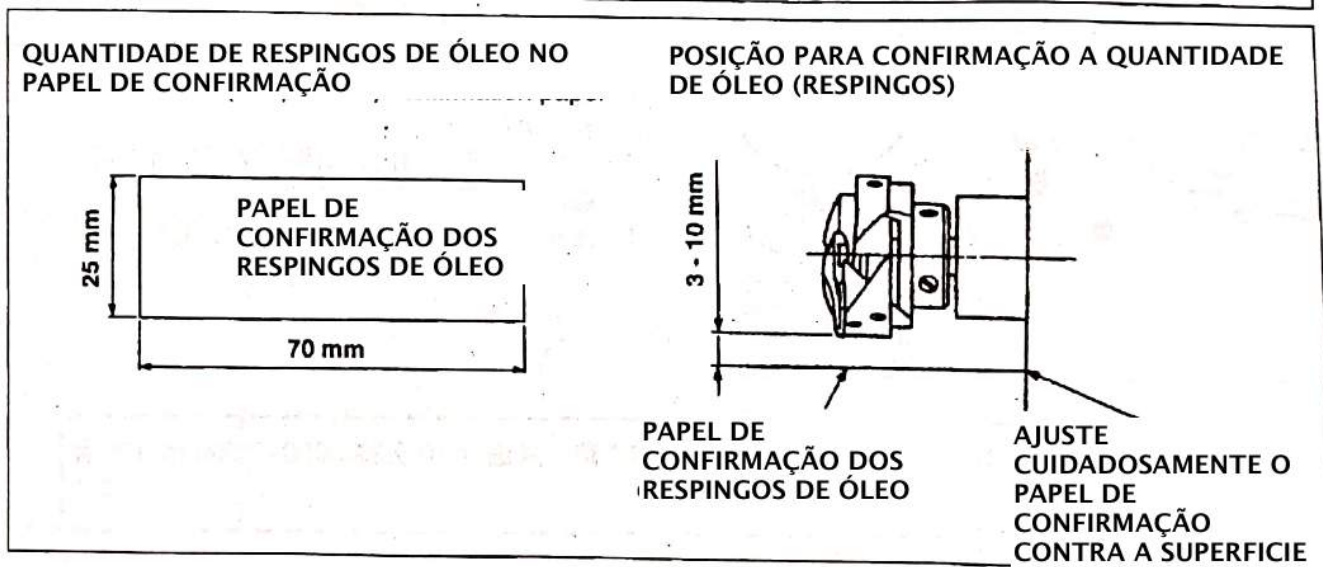 QUANTIDADE DE RESPINGOS DE ÓLEO NO
PAPEL DE CONFIRMAÇÃO
POSIÇÃO PARA CONFIRMAÇÃO A QUANTIDADE
DE ÓLEO (RESPINGOS)
25 mm
PAPEL DE
CONFIRMAÇÃO DOS
RESPINGOS DE ÓLEO
70 mm
3 - 10 mm
PAPEL DE
CONFIRMAÇÃO DOS
RESPINGOS DE ÓLEO
AJUSTE
CUIDADOSAMENTE O
PAPEL DE
CONFIRMAÇÃO
CONTRA A SUPERFICIE